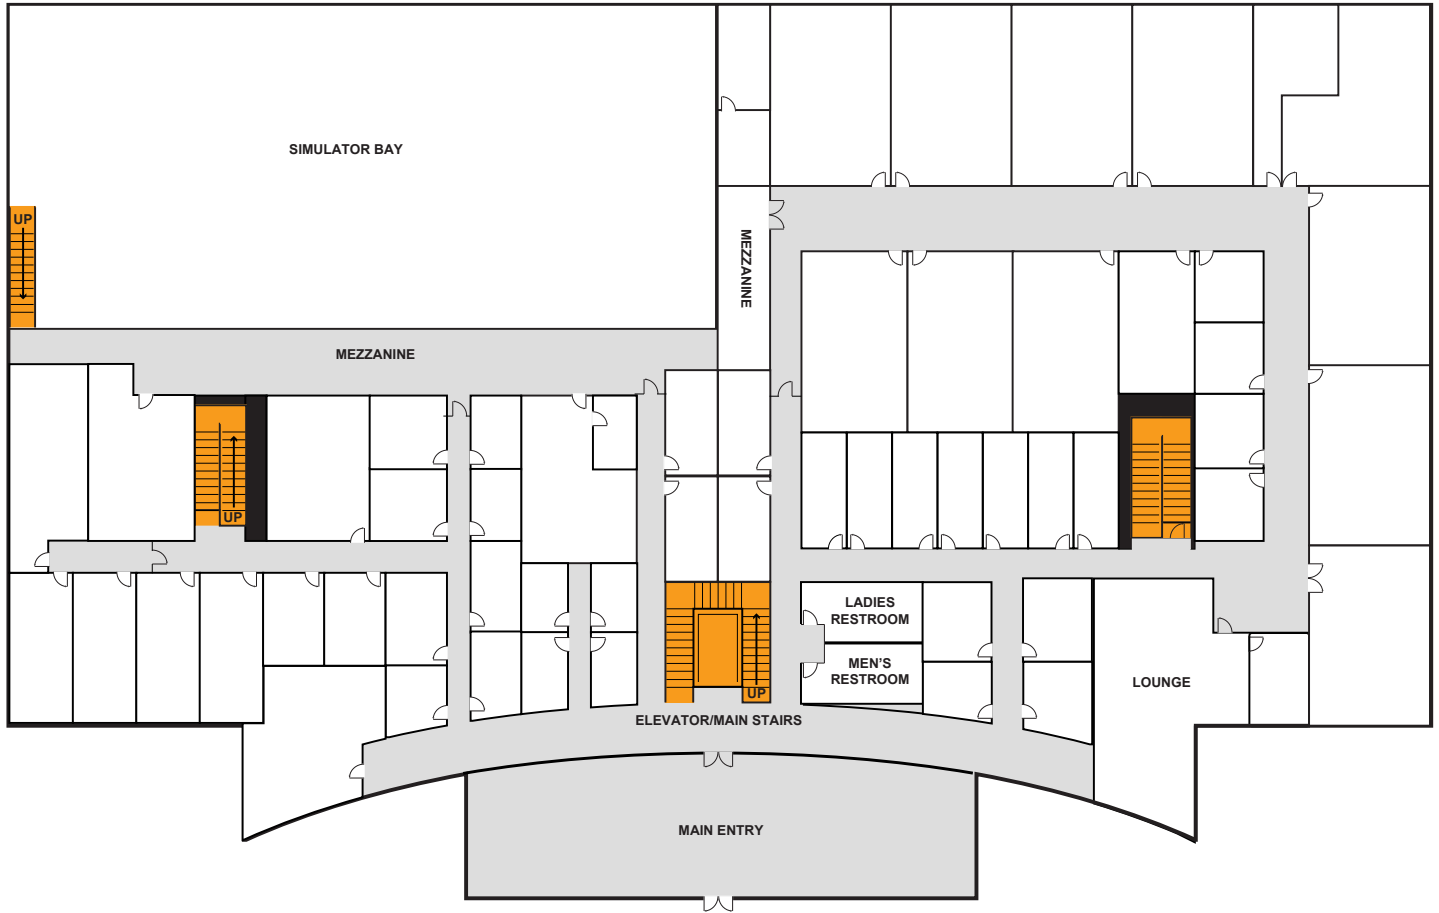 SIMULATOR BAY
UP
MEZZANINE
MEZZANINE
UP
LADIES
RESTROOM
MEN'S
RESTROOM
LOUNGE
UP
ELEVATOR/MAIN STAIRS
MAIN ENTRY